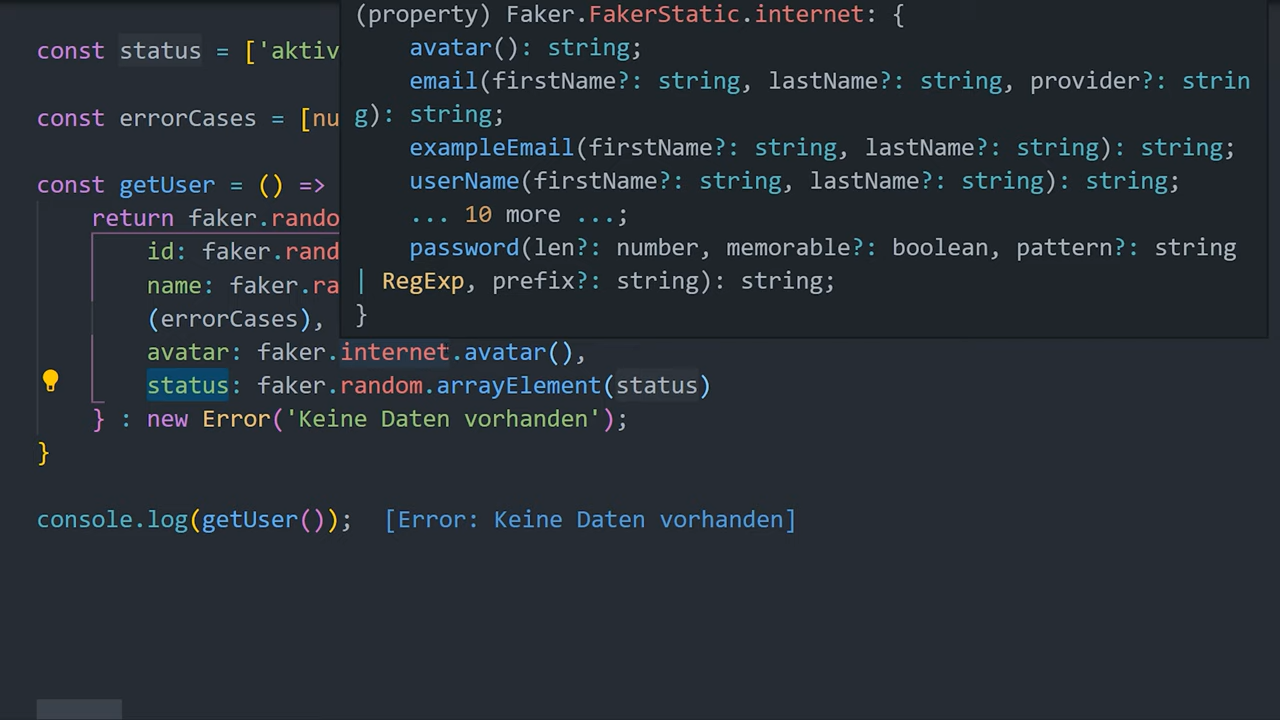 (property) Faker.FakerStatic.internet: {
avatar(): string;
email(firstName?: string, lastName?: string, provider?: strin
g): string;
exampleEmail(firstName?: string, lastName?: string): string;
userName(firstName?: string, lastName?: string): string;
... 10 more ...;
password(len?: number, memorable?: boolean, pattern?: string
| RegExp, prefix?: string): string;
}
const status = ['aktiv
const errorCases = [nu
const getUser = () =>
return faker.rando
id: faker.rand
name: faker.ra
(errorCases),
avatar: faker.internet.avatar(),
status: faker.random.arrayElement(status)
} : new Error('Keine Daten vorhanden');
}
console.log(getUser()); [Error: Keine Daten vorhanden]